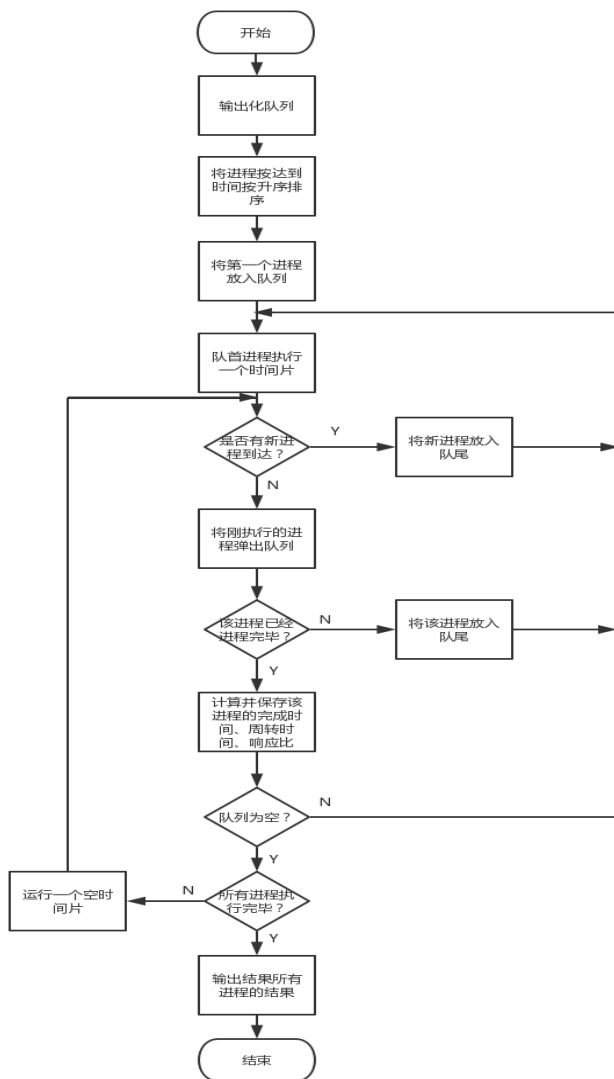 开始
输出化队列
将进程按达到
时间按升序排
序
将第一个进程
放入队列
队首进程执行
一个时间片
是否有新进
程到达？
Y
将新进程放入
队尾
N
将刚执行的进
程弹出队列
该进程已经
进程完毕？
N
将该进程放入
队尾
Y
计算并保存该
进程的完成时
间、周转时
间、响应比
队列为空？
N
Y
所有进程执
行完毕？
N
运行一个空时
间片
Y
输出结果所有
进程的结果
结束